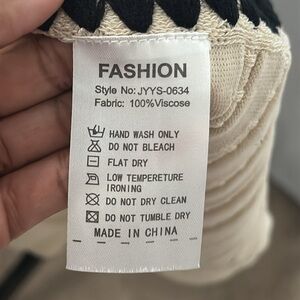 FASHION
Style No: JYYS-0634
Fabric: 100%Viscose
HAND WASH ONLY
DO NOT BLEACH
FLAT DRY
LOW TEMPERETURE
IRONING
DO NOT DRY CLEAN
DO NOT TUMBLE DRY
MADE IN CHINA